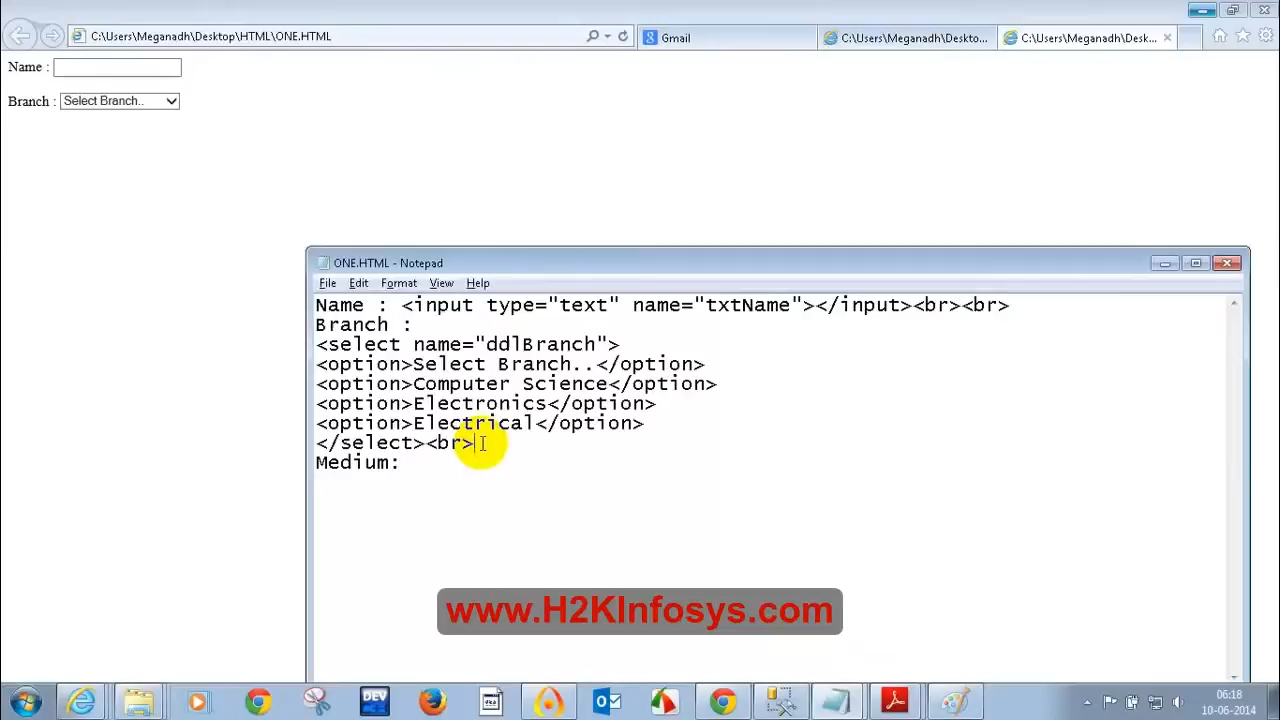 C:\Users\Meganadh\Desktop\HTML\ONE.HTML
Gmail
C:\Users\Meganadh\Deskto...
C:\Users\Meganadh\Desk...
Name :
Branch : Select Branch..
ONE.HTML - Notepad
File Edit Format View Help
Name : <input type="text" name="txtName"></input><br><br>
Branch :
<select name="ddlBranch">
<option>Select Branch..</option>
<option>Computer Science</option>
<option>Electronics</option>
<option>Electrical</option>
</select><br>
Medium:
www.H2KInfosys.com
DEV
06:18
10-06-2014